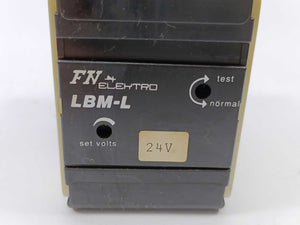 FN ELEKTRO
LBM-L
test
normal
set volts
24V